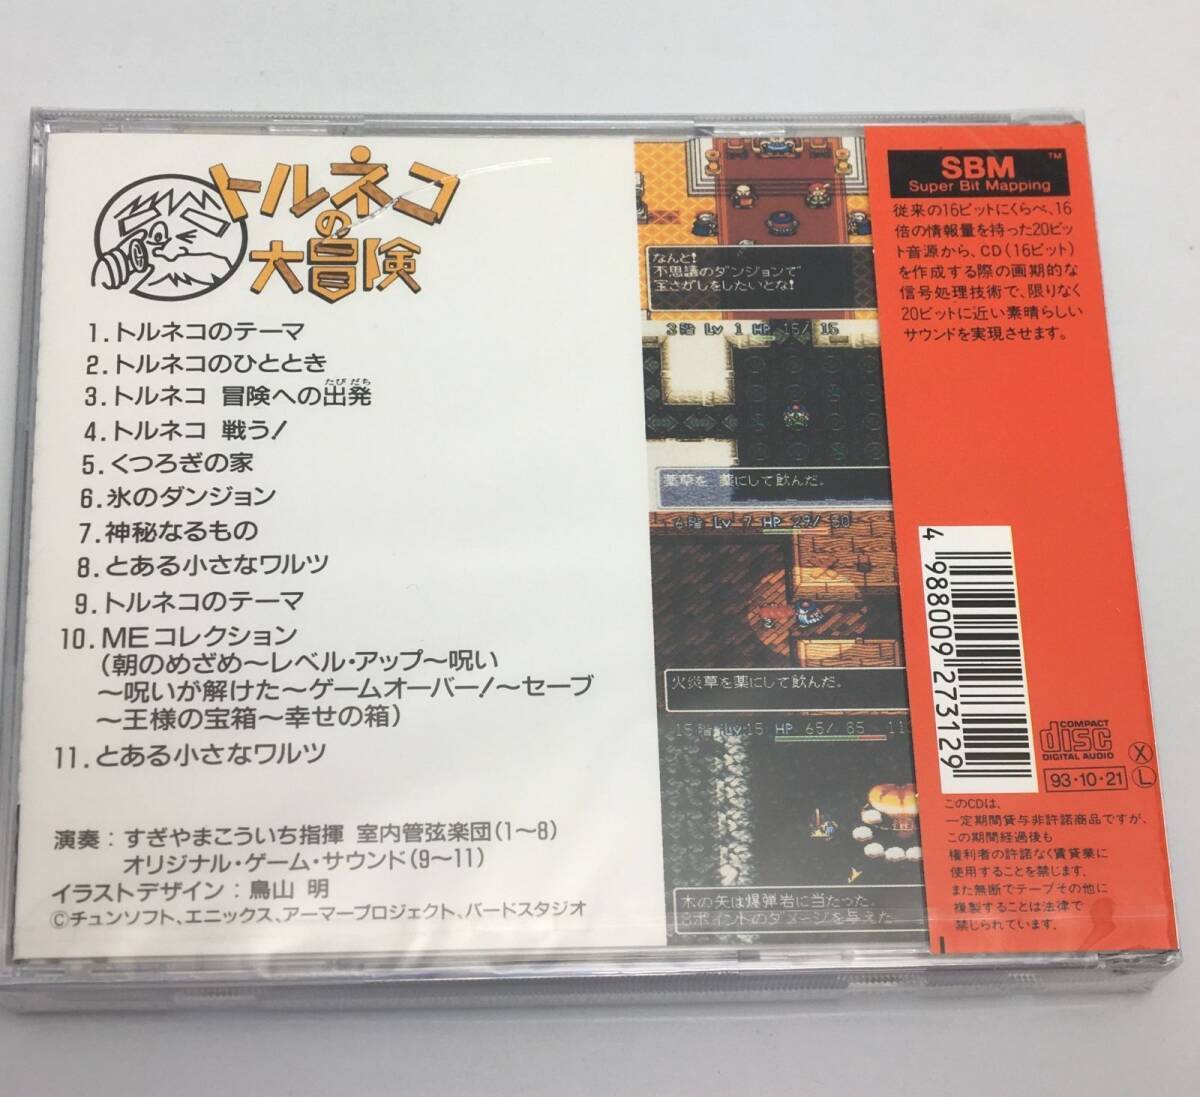 トルネコ
の
大冒険
1.トルネコのテーマ
2.トルネコのひととき
たびだち
3.トルネコ 冒険への出発
4.トルネコ 戦う!
5.くつろぎの家
6.氷のダンジョン
7.神秘なるもの
8.とある小さなワルツ
9.トルネコのテーマ
10.MEコレクション
(朝のめざめ〜レベル・アップ〜呪い
〜呪いが解けた〜ゲームオーバー!〜セーブ
〜王様の宝箱〜幸せの箱)
11.とある小さなワルツ
演奏:すぎやまこういち指揮 室内管弦楽団(1〜8)
オリジナル・ゲーム・サウンド(9〜11)
イラストデザイン:鳥山 明
©チュンソフト、エニックス、アーマープロジェクト、バードスタジオ
なんと!
不思議のダンジョンで
宝さがしをしたいとな!
3階 Lv 1 HP 15/ 15
薬草を 薬にして飲んだ。
6階 Lv 7 HP 29/ 50
火炎草を薬にして飲んだ。
15階 Lv15 HP 65/ 85
木の矢は爆弾岩に当たった。
8ポイントのダメージを与えた
SBM TM
Super Bit Mapping
従来の16ビットにくらべ、16
倍の情報量を持った20ビッ
ト音源から、CD(16ビット)
を作成する際の画期的な
信号処理技術で、限りなく
20ビットに近い素晴らしい
サウンドを実現させます。
4 988009 273129
COMPACT
disc
DIGITAL AUDIO
X
93・10・21
L
このCDは、
一定期間貸与非許諾商品ですが、
この期間経過後も
権利者の許諾なく賃貸業に
使用することを禁じます。
また無断でテープその他に
複製することは法律で
禁じられています。